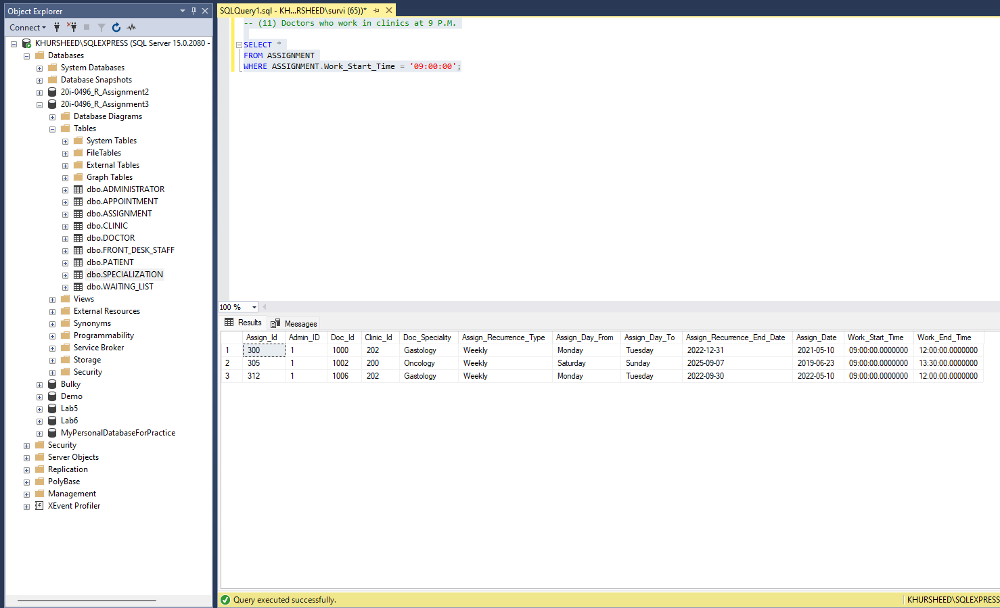 Object Explorer
Connect
KHURSHEED\SQLEXPRESS (SQL Server 15.0.2080 -
Databases
System Databases
Database Snapshots
20i-0496_R_Assignment2
20i-0496_R_Assignment3
Database Diagrams
Tables
System Tables
FileTables
External Tables
Graph Tables
dbo.ADMINISTRATOR
dbo.APPOINTMENT
dbo.ASSIGNMENT
dbo.CLINIC
dbo.DOCTOR
dbo.FRONT_DESK_STAFF
dbo.PATIENT
dbo.SPECIALIZATION
dbo.WAITING_LIST
Views
External Resources
Synonyms
Programmability
Service Broker
Storage
Security
Bulky
Demo
Lab5
Lab6
MyPersonalDatabaseForPractice
Security
Server Objects
Replication
PolyBase
Management
XEvent Profiler
SQLQuery1.sql - KH...RSHEED\survi (65))*
-- (11) Doctors who work in clinics at 9 P.M.
SELECT *
FROM ASSIGNMENT
WHERE ASSIGNMENT.Work_Start_Time = '09:00:00';
100 %
Results Messages
Assign_Id Admin_ID Doc_Id Clinic_Id Doc_Speciality Assign_Recurrence_Type Assign_Day_From Assign_Day_To Assign_Recurrence_End_Date Assign_Date Work_Start_Time Work_End_Time
1 300 1 1000 202 Gastology Weekly Monday Tuesday 2022-12-31 2021-05-10 09:00:00.0000000 12:00:00.0000000
2 305 1 1002 200 Oncology Weekly Saturday Sunday 2025-09-07 2019-06-23 09:00:00.0000000 13:30:00.0000000
3 312 1 1006 202 Gastology Weekly Monday Tuesday 2022-09-30 2022-05-10 09:00:00.0000000 12:00:00.0000000
Query executed successfully.
KHURSHEED\SQLEXPRESS